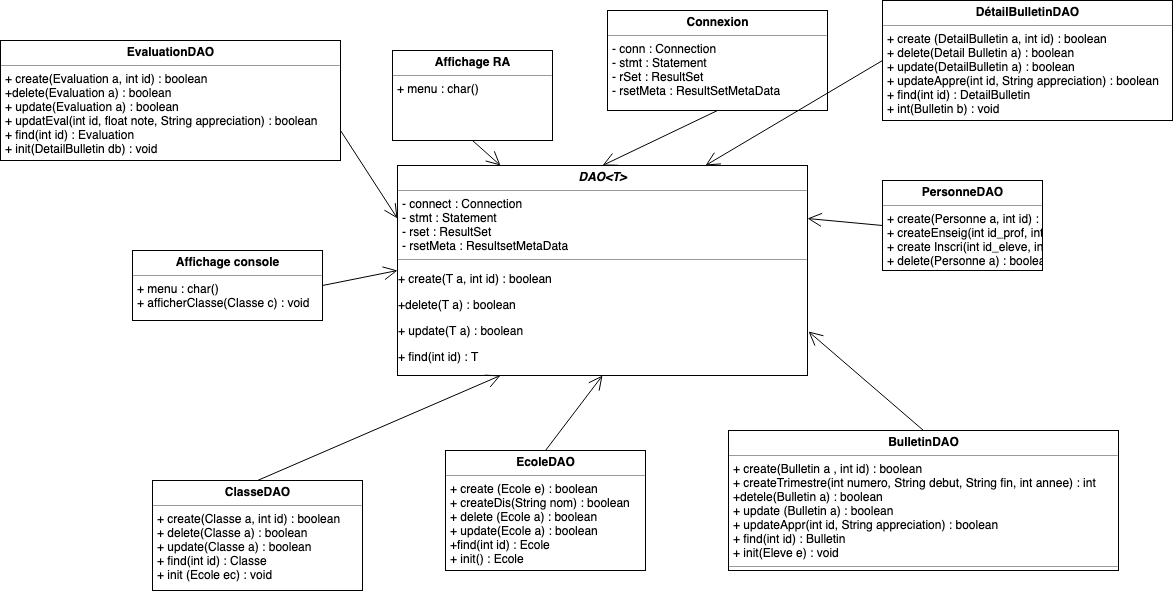 EvaluationDAO
+ create(Evaluation a, int id) : boolean
+delete(Evaluation a) : boolean
+ update(Evaluation a) : boolean
+ updatEval(int id, float note, String appreciation) : boolean
+ find(int id) : Evaluation
+ init(DetailBulletin db) : void
Affichage RA
+ menu : char()
Connexion
- conn : Connection
- stmt : Statement
- rSet : ResultSet
- rsetMeta : ResultSetMetaData
DétailBulletinDAO
+ create (DetailBulletin a, int id) : boolean
+ delete(Detail Bulletin a) : boolean
+ update(DetailBulletin a) : boolean
+ updateAppre(int id, String appreciation) : boolean
+ find(int id) : DetailBulletin
+ int(Bulletin b) : void
DAO<T>
- connect : Connection
- stmt : Statement
- rset : ResultSet
- rsetMeta : ResultsetMetaData
+ create(T a, int id) : boolean
+delete(T a) : boolean
+ update(T a) : boolean
+ find(int id) : T
PersonneDAO
+ create(Personne a, int id) :
+ createEnseig(int id_prof, int
+ create Inscri(int id_eleve, in
+ delete(Personne a) : boolea
Affichage console
+ menu : char()
+ afficherClasse(Classe c) : void
ClasseDAO
+ create(Classe a, int id) : boolean
+ delete(Classe a) : boolean
+ update(Classe a) : boolean
+ find(int id) : Classe
+ init (Ecole ec) : void
EcoleDAO
+ create (Ecole e) : boolean
+ createDis(String nom) : boolean
+ delete (Ecole a) : boolean
+ update(Ecole a) : boolean
+find(int id) : Ecole
+ init() : Ecole
BulletinDAO
+ create(Bulletin a , int id) : boolean
+ createTrimestre(int numero, String debut, String fin, int annee) : int
+detele(Bulletin a) : boolean
+ update (Bulletin a) : boolean
+ updateAppr(int id, String appreciation) : boolean
+ find(int id) : Bulletin
+ init(Eleve e) : void